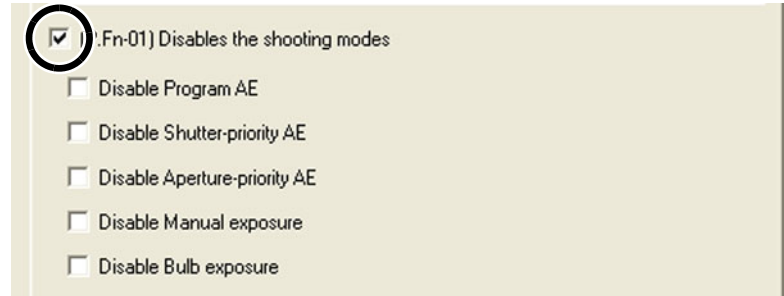 .Fn-01) Disables the shooting modes
Disable Program AE
Disable Shutter-priority AE
Disable Aperture-priority AE
Disable Manual exposure
Disable Bulb exposure